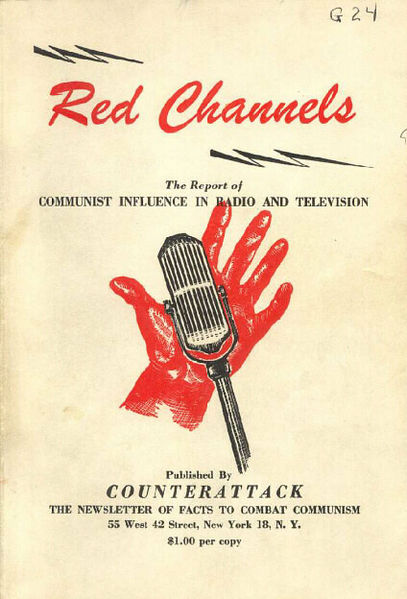 G 24
Red Channels
The Report of
COMMUNIST INFLUENCE IN RADIO AND TELEVISION
Published By
COUNTERATTACK
THE NEWSLETTER OF FACTS TO COMBAT COMMUNISM
55 West 42 Street, New York 18, N. Y.
$1.00 per copy